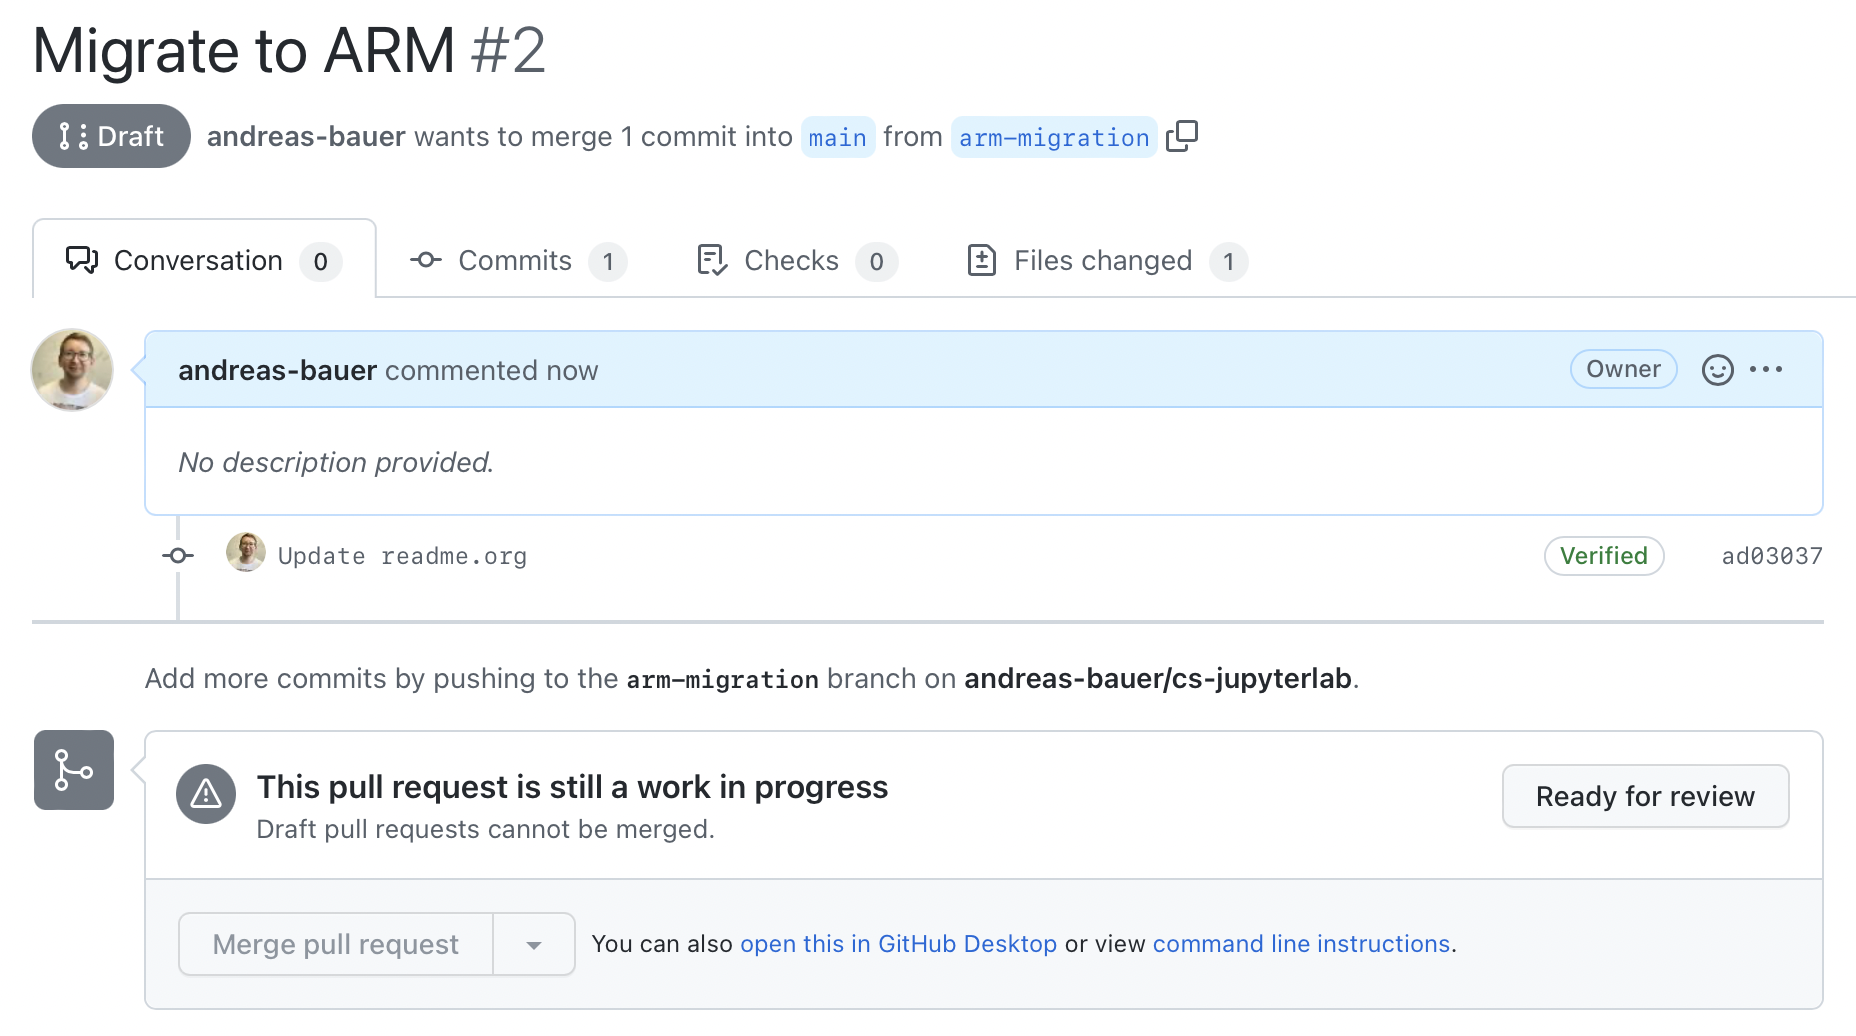 Migrate to ARM #2
Draft andreas-bauer wants to merge 1 commit into main from arm-migration
Conversation 0 Commits 1 Checks 0 Files changed 1
andreas-bauer commented now Owner
No description provided.
Update readme.org Verified ad03037
Add more commits by pushing to the arm-migration branch on andreas-bauer/cs-jupyterlab.
This pull request is still a work in progress
Draft pull requests cannot be merged.
Ready for review
Merge pull request You can also open this in GitHub Desktop or view command line instructions.